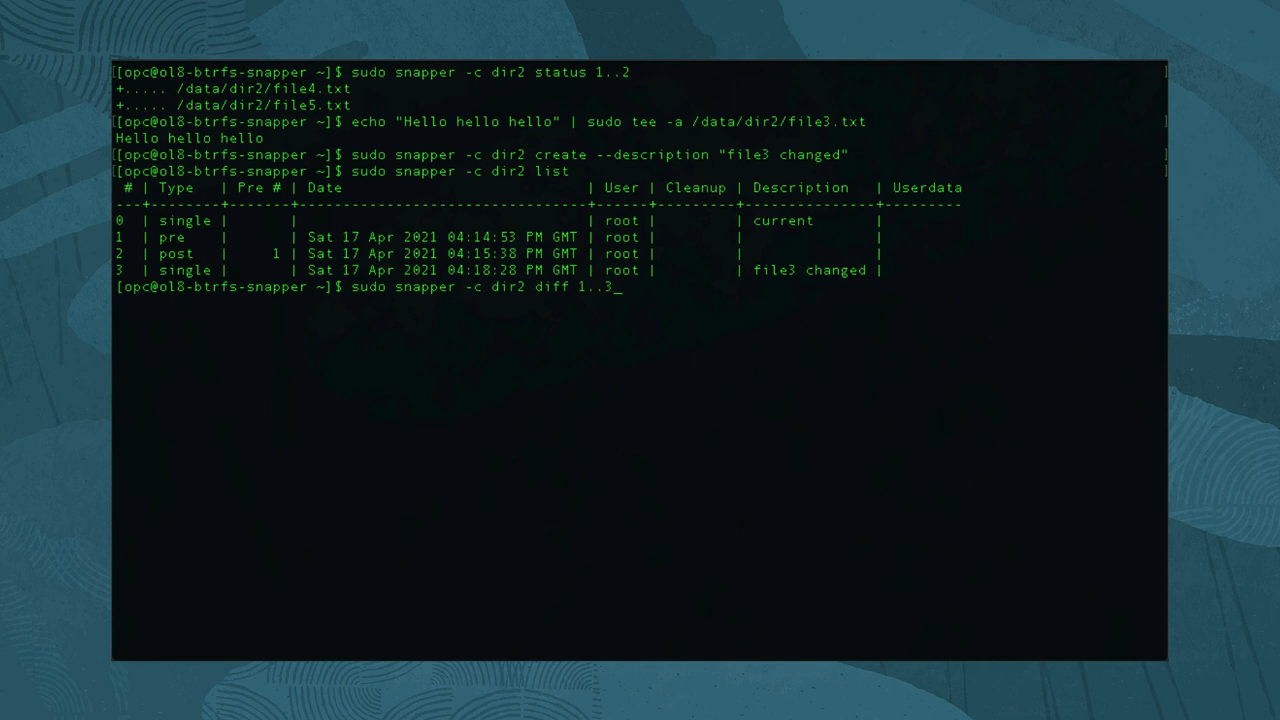 [[opc@ol8-btrfs-snapper ~]$ sudo snapper -c dir2 status 1..2 ]
+..... /data/dir2/file4.txt
+..... /data/dir2/file5.txt
[[opc@ol8-btrfs-snapper ~]$ echo "Hello hello hello" | sudo tee -a /data/dir2/file3.txt ]
Hello hello hello
[[opc@ol8-btrfs-snapper ~]$ sudo snapper -c dir2 create --description "file3 changed" ]
[[opc@ol8-btrfs-snapper ~]$ sudo snapper -c dir2 list ]
 # | Type   | Pre # | Date                            | User | Cleanup | Description   | Userdata
---+--------+-------+---------------------------------+------+---------+---------------+---------
0  | single |       |                                 | root |         | current       |
1  | pre    |       | Sat 17 Apr 2021 04:14:53 PM GMT | root |         |               |
2  | post   |     1 | Sat 17 Apr 2021 04:15:38 PM GMT | root |         |               |
3  | single |       | Sat 17 Apr 2021 04:18:28 PM GMT | root |         | file3 changed |
[opc@ol8-btrfs-snapper ~]$ sudo snapper -c dir2 diff 1..3_